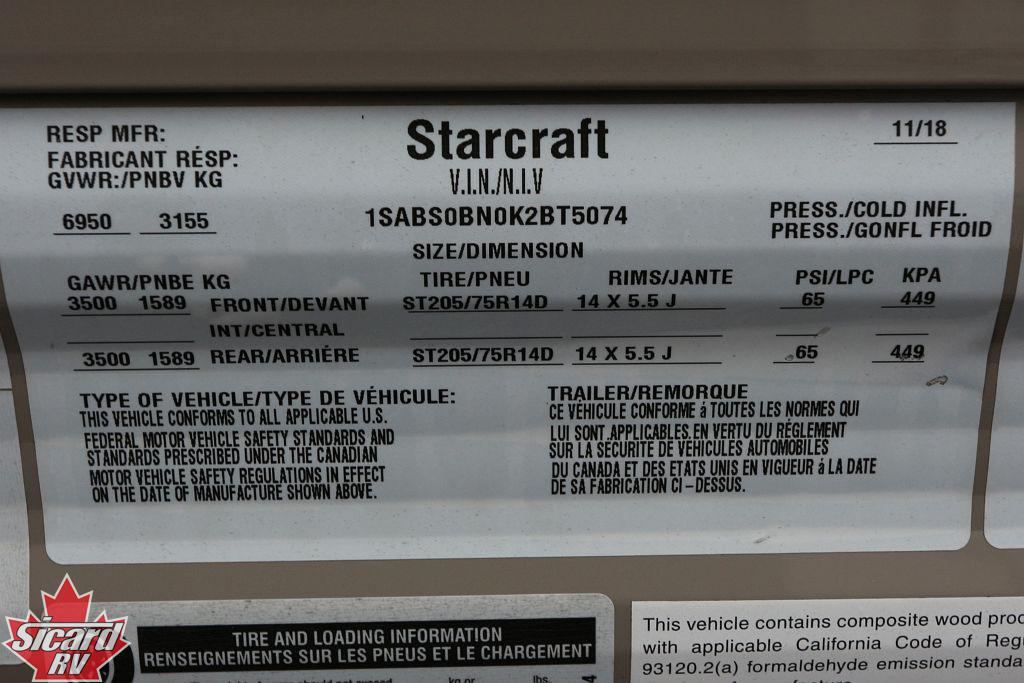 RESP MFR:
Starcraft
11/18
FABRICANT RÉSP:
GVWR:/PNBV KG
V.I.N./N.I.V
6950 3155
1SABS0BN0K2BT5074
PRESS./COLD INFL.
PRESS./GONFL FROID
SIZE/DIMENSION
GAWR/PNBE KG TIRE/PNEU RIMS/JANTE PSI/LPC KPA
3500 1589 FRONT/DEVANT ST205/75R14D 14 X 5.5 J 65 449
INT/CENTRAL
3500 1589 REAR/ARRIÉRE ST205/75R14D 14 X 5.5 J 65 449
TYPE OF VEHICLE/TYPE DE VÉHICULE:
THIS VEHICLE CONFORMS TO ALL APPLICABLE U.S.
FEDERAL MOTOR VEHICLE SAFETY STANDARDS AND
STANDARDS PRESCRIBED UNDER THE CANADIAN
MOTOR VEHICLE SAFETY REGULATIONS IN EFFECT
ON THE DATE OF MANUFACTURE SHOWN ABOVE.
TRAILER/REMORQUE
CE VÉHICULE CONFORME á TOUTES LES NORMES QUI
LUI SONT APPLICABLES EN VERTU DU RÉGLEMENT
SUR LA SÉCURITE DE VÉHICULES AUTOMOBILES
DU CANADA ET DES ETATS UNIS EN VIGUEUR á LA DATE
DE SA FABRICATION CI-DESSUS.
Sicard
RV
TIRE AND LOADING INFORMATION
RENSEIGNEMENTS SUR LES PNEUS ET LE CHARGEMENT
kg or lbs.
This vehicle contains composite wood prod
with applicable California Code of Reg
93120.2(a) formaldehyde emission standa